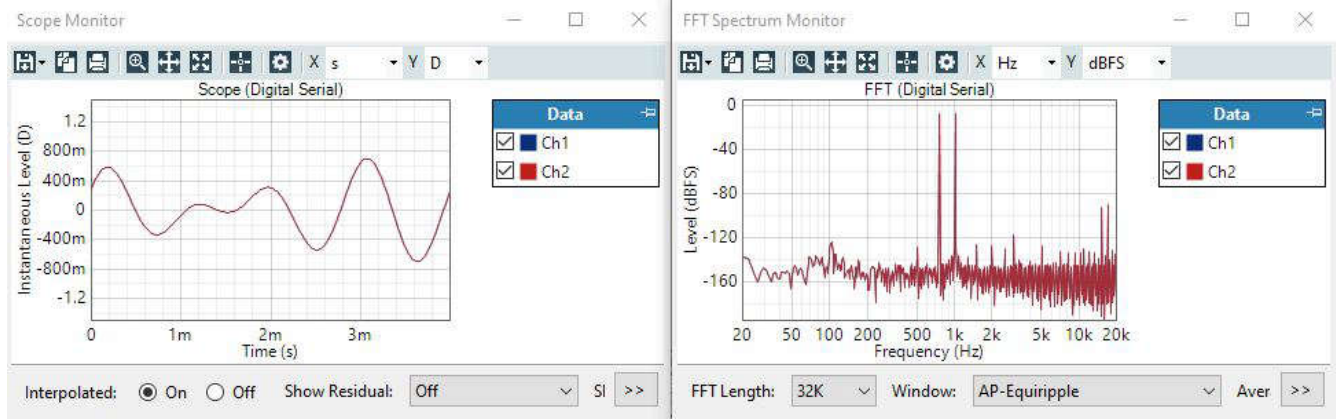 Scope Monitor
X s Y D
Scope (Digital Serial)
Instantaneous Level (D)
1.2
800m
400m
0
-400m
-800m
-1.2
0 1m 2m 3m
Time (s)
Data
Ch1
Ch2
Interpolated: On Off Show Residual: Off SI >>
FFT Spectrum Monitor
X Hz Y dBFS
FFT (Digital Serial)
Level (dBFS)
0
-40
-80
-120
-160
20 50 100 200 500 1k 2k 5k 10k 20k
Frequency (Hz)
Data
Ch1
Ch2
FFT Length: 32K Window: AP-Equiripple Aver >>